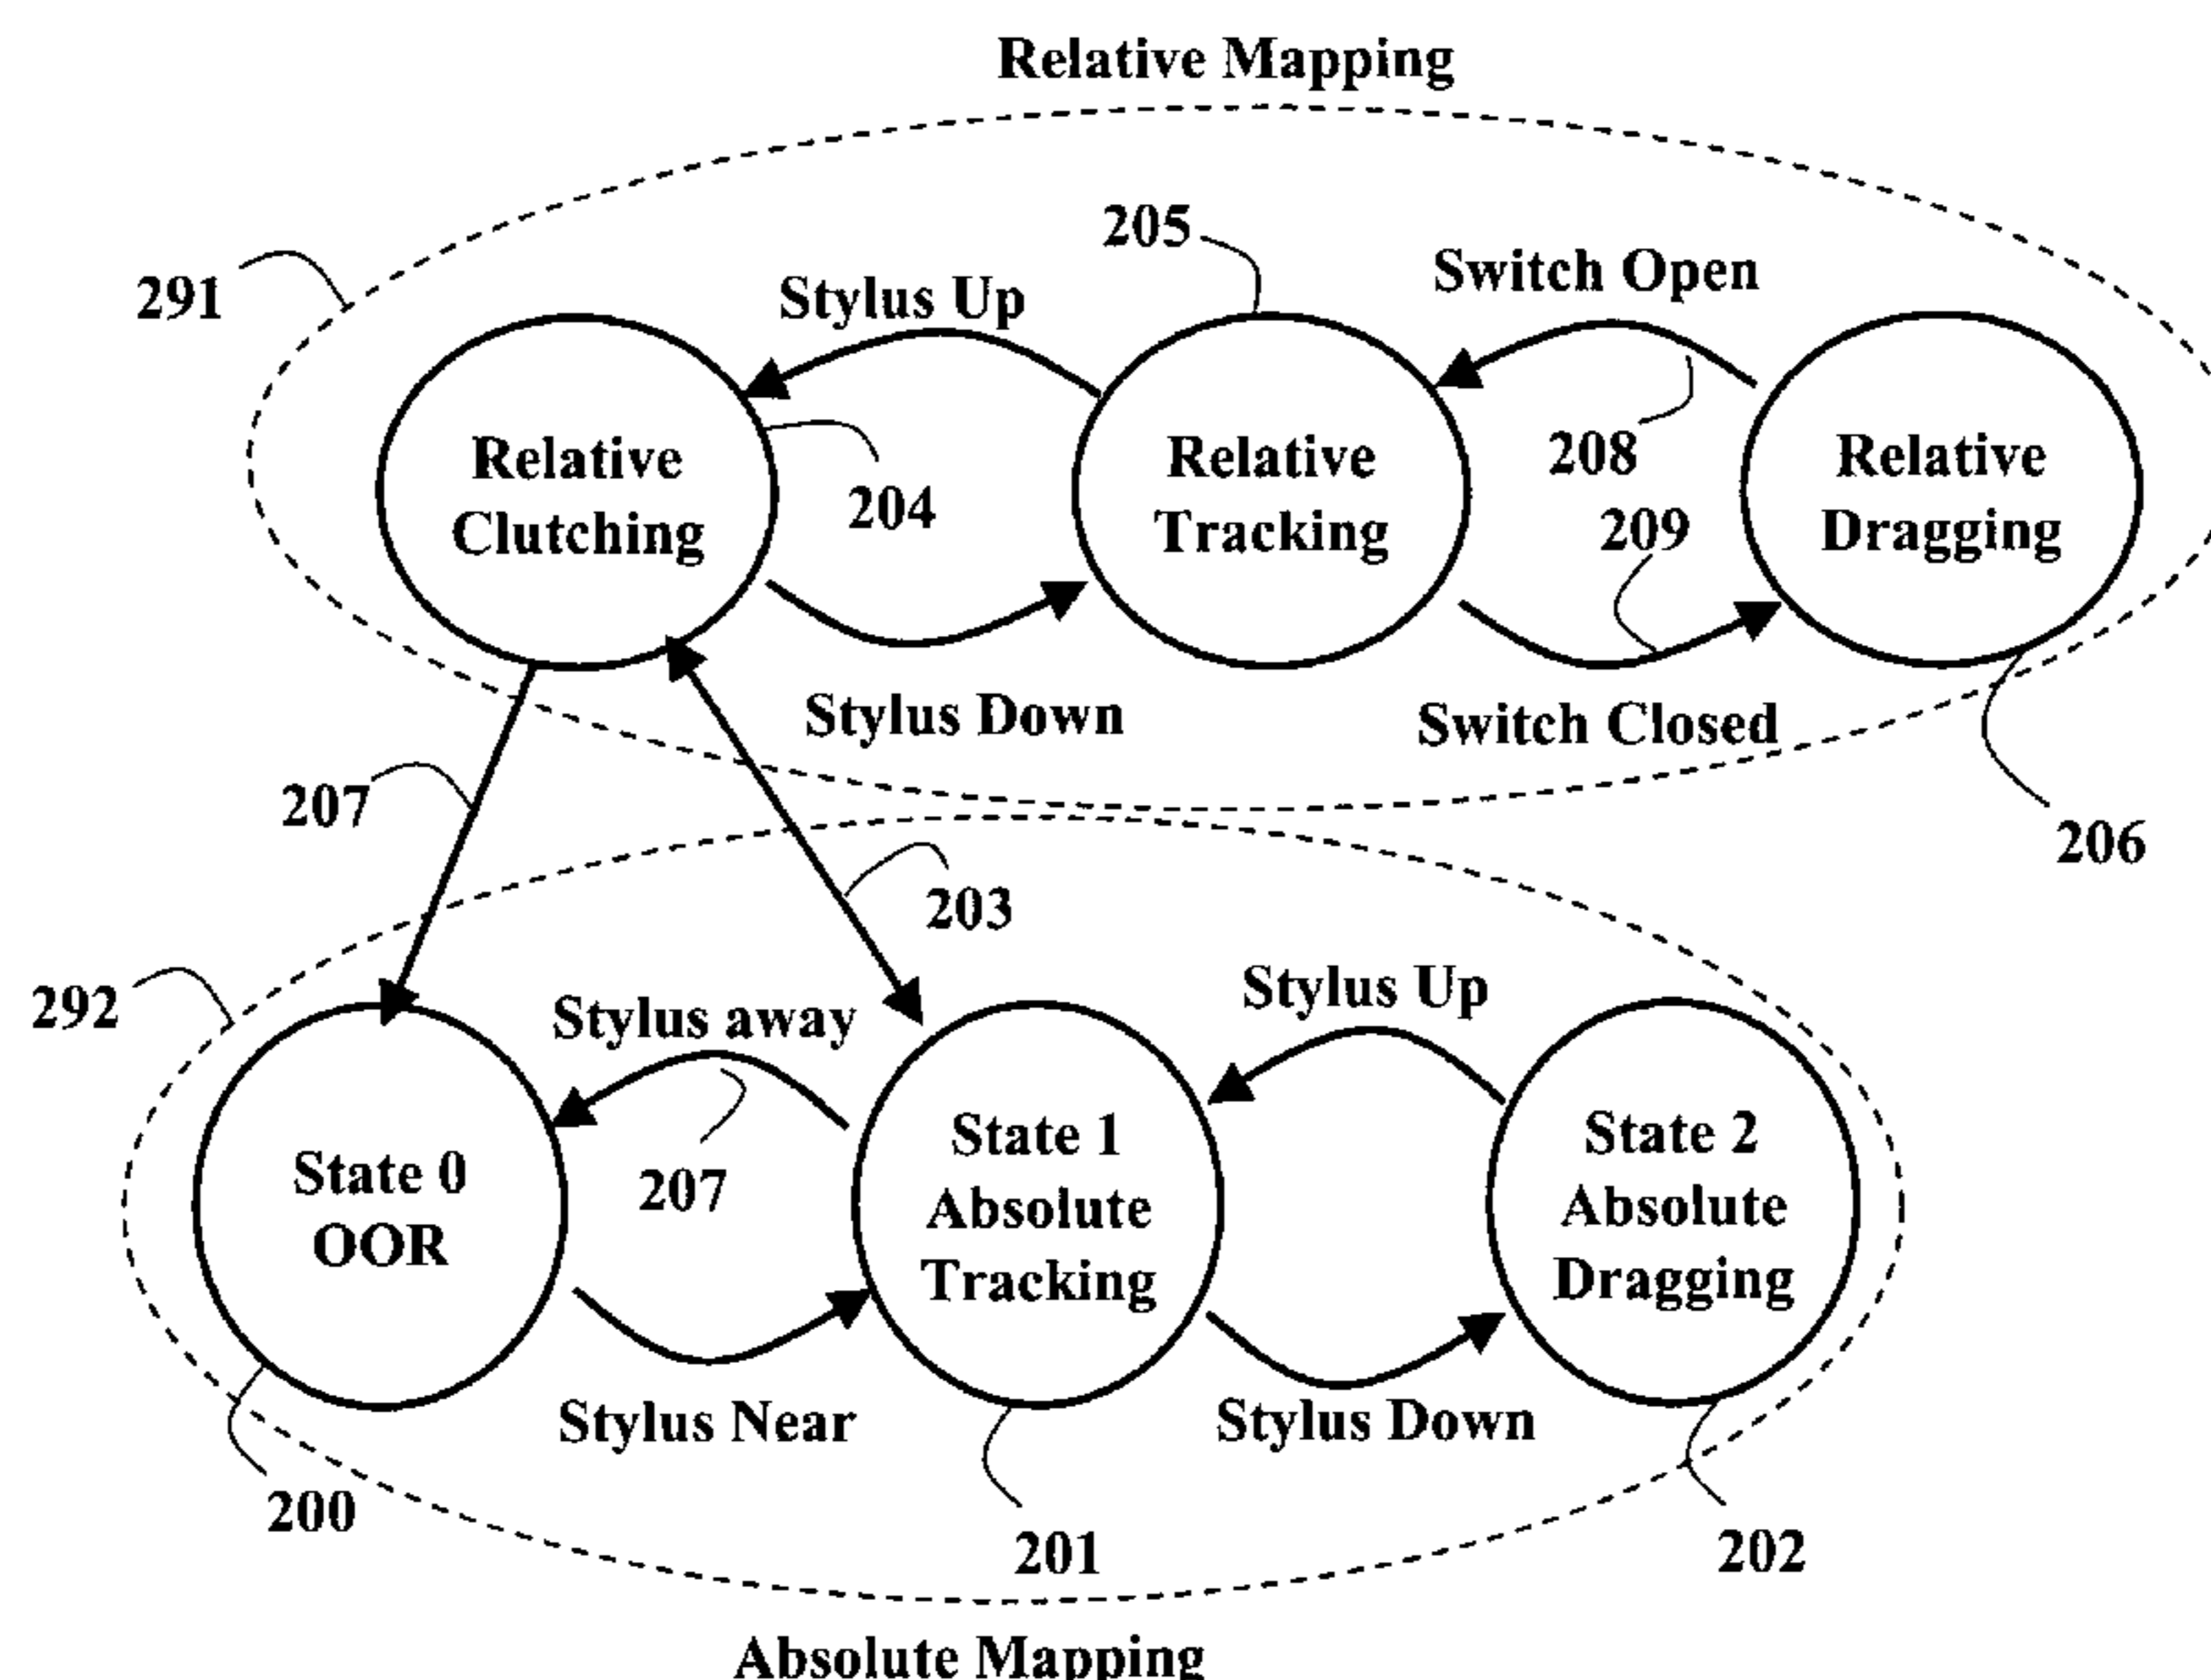 Relative Mapping
205
291
Stylus Up
Switch Open
Relative
Clutching
204
Relative
Tracking
208
209
Relative
Dragging
Stylus Down
Switch Closed
207
206
203
292
Stylus away
Stylus Up
207
State 0
OOR
State 1
Absolute
Tracking
State 2
Absolute
Dragging
Stylus Near
Stylus Down
200
201
202
Absolute Mapping